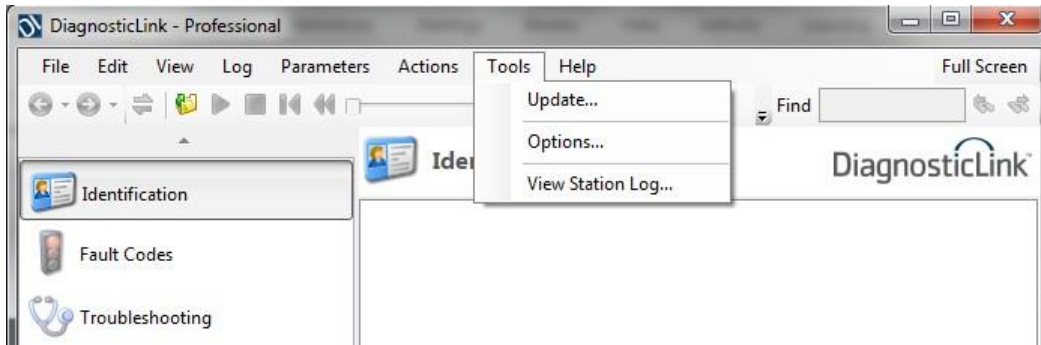 DiagnosticLink - Professional
File Edit View Log Parameters Actions Tools Help Full Screen
Update...
Find
Options...
Iden
DiagnosticLink
Identification
View Station Log...
Fault Codes
Troubleshooting